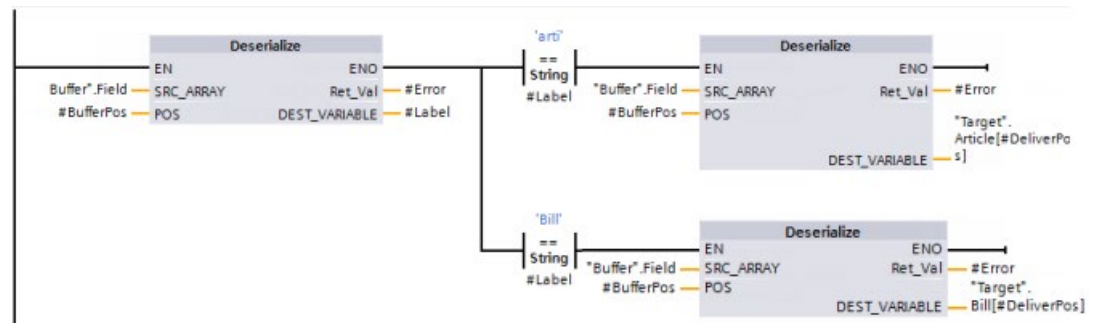 Deserialize
EN ENO
Buffer".Field SRC_ARRAY Ret_Val #Error
#BufferPos POS DEST_VARIABLE #Label
'arti'
==
String
#Label
Deserialize
EN ENO
"Buffer".Field SRC_ARRAY Ret_Val #Error
#BufferPos POS
"Target".
Article[#DeliverPo
DEST_VARIABLE s]
'Bill'
==
String
#Label
Deserialize
EN ENO
"Buffer".Field SRC_ARRAY Ret_Val #Error
#BufferPos POS "Target".
DEST_VARIABLE Bill[#DeliverPos]